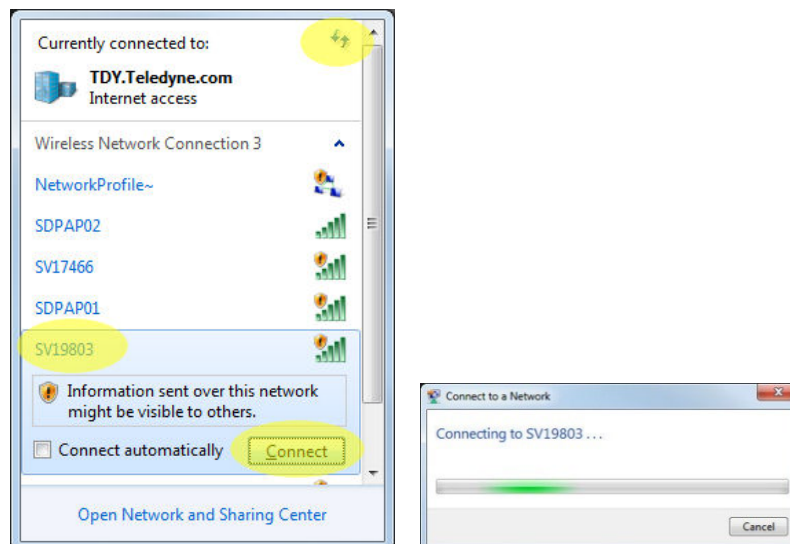 Currently connected to:
TDY.Teledyne.com
Internet access
Wireless Network Connection 3
NetworkProfile~
SDPAP02
SV17466
SDPAP01
SV19803
Information sent over this network
might be visible to others.
Connect automatically
Connect
Open Network and Sharing Center
Connect to a Network
Connecting to SV19803 . . .
Cancel